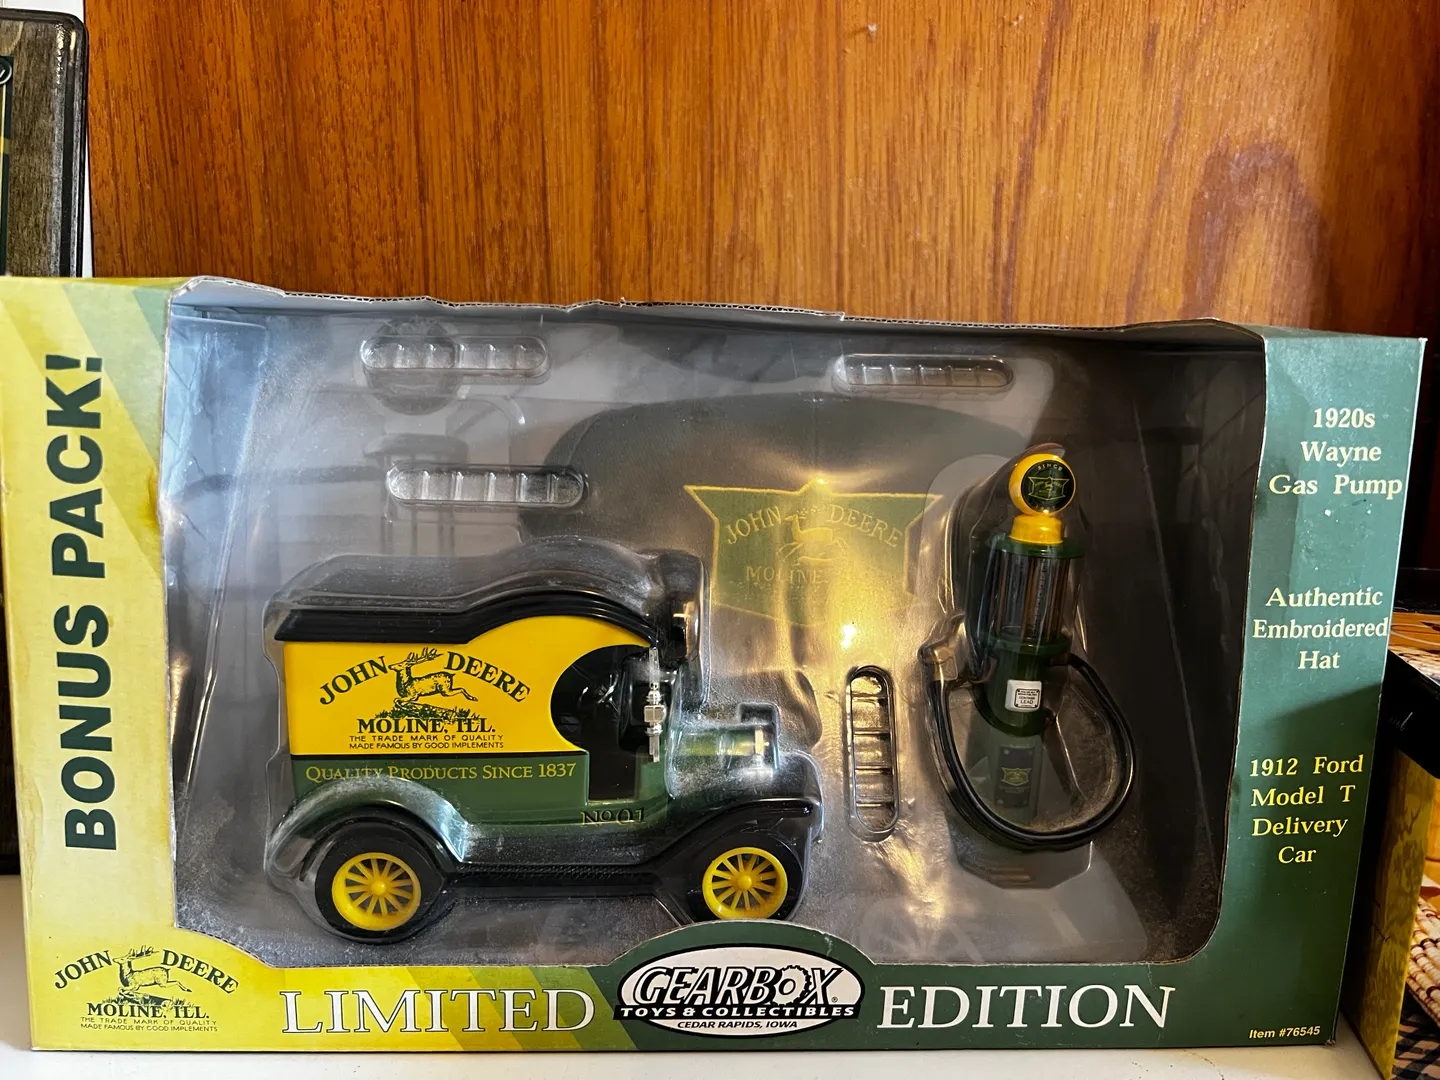 BONUS PACK!
JOHN DEERE
MOLINE, ILL.
THE TRADE MARK OF QUALITY
MADE FAMOUS BY GOOD IMPLEMENTS
QUALITY PRODUCTS SINCE 1837
No 01
JOHN DEERE
MOLINE
1920s
Wayne
Gas Pump
Authentic
Embroidered
Hat
1912 Ford
Model T
Delivery
Car
JOHN DEERE
MOLINE, ILL.
THE TRADE MARK OF QUALITY
MADE FAMOUS BY GOOD IMPLEMENTS
LIMITED
GEARBOX
TOYS & COLLECTIBLES
CEDAR RAPIDS, IOWA
EDITION
Item #76545